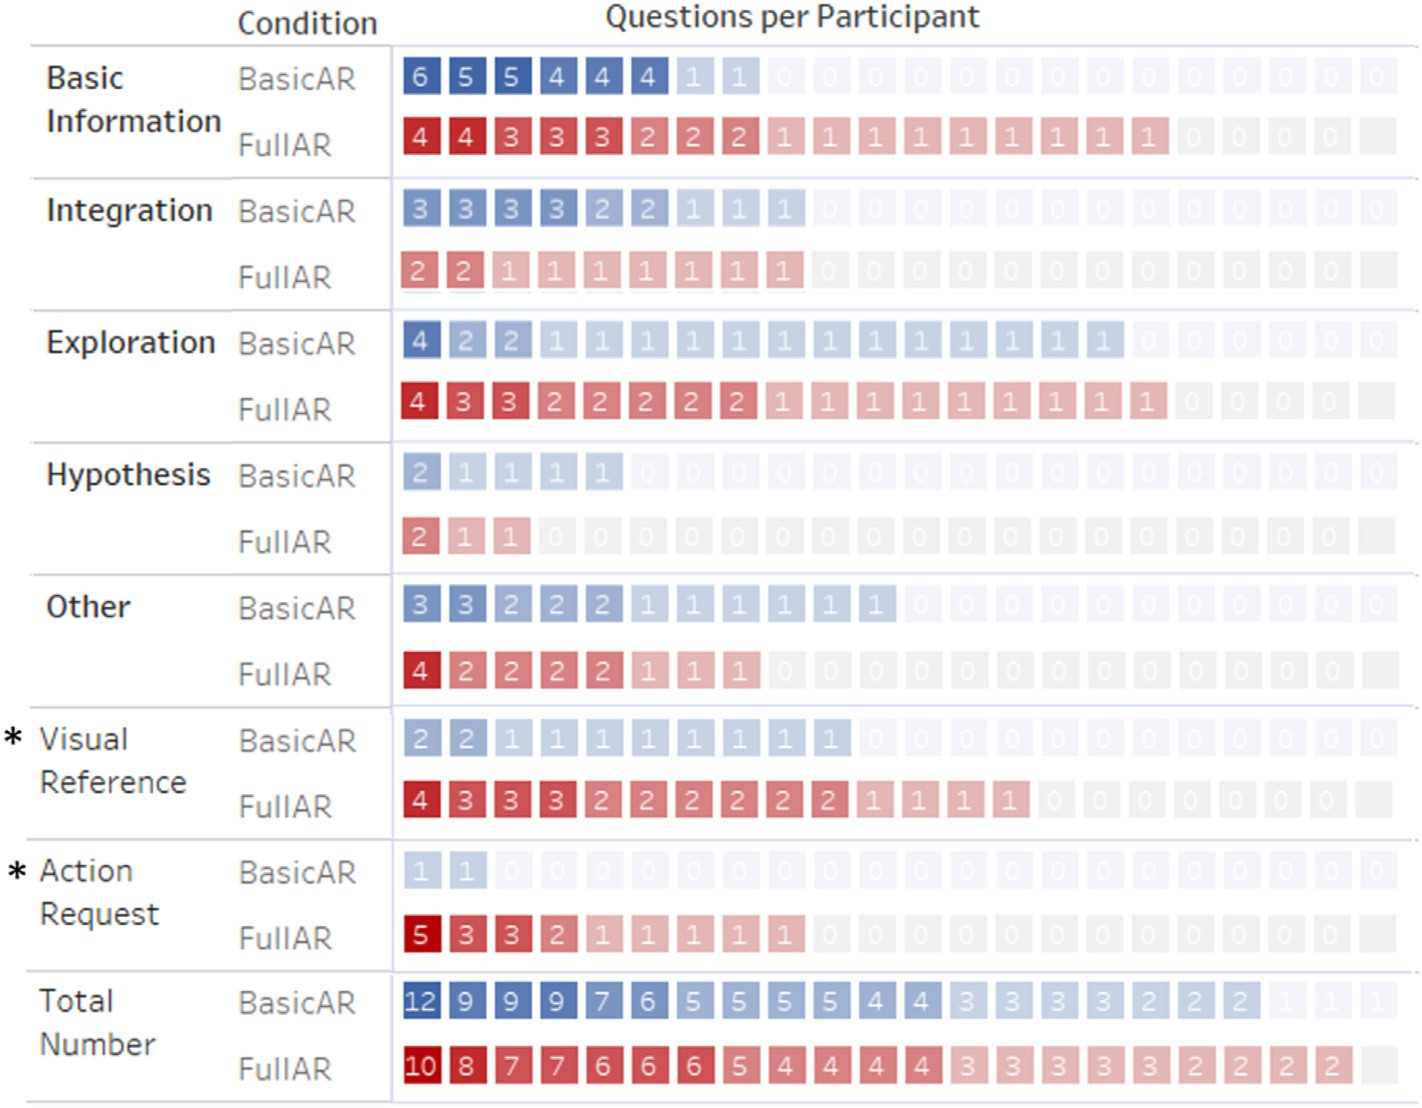 Condition Questions per Participant
Basic Information BasicAR 6 5 5 4 4 4 1 1 0 0 0 0 0 0 0 0 0 0 0 0 0 0
FullAR 4 4 3 3 3 2 2 2 1 1 1 1 1 1 1 1 1 0 0 0 0
Integration BasicAR 3 3 3 3 2 2 1 1 1 0 0 0 0 0 0 0 0 0 0 0 0 0
FullAR 2 2 1 1 1 1 1 1 1 0 0 0 0 0 0 0 0 0 0 0 0
Exploration BasicAR 4 2 2 1 1 1 1 1 1 1 1 1 1 1 1 1 0 0 0 0 0 0
FullAR 4 3 3 2 2 2 2 2 1 1 1 1 1 1 1 1 1 0 0 0 0
Hypothesis BasicAR 2 1 1 1 1 0 0 0 0 0 0 0 0 0 0 0 0 0 0 0 0 0
FullAR 2 1 1 0 0 0 0 0 0 0 0 0 0 0 0 0 0 0 0 0 0
Other BasicAR 3 3 2 2 2 1 1 1 1 1 1 0 0 0 0 0 0 0 0 0 0 0
FullAR 4 2 2 2 2 1 1 1 0 0 0 0 0 0 0 0 0 0 0 0 0
* Visual Reference BasicAR 2 2 1 1 1 1 1 1 1 1 0 0 0 0 0 0 0 0 0 0 0 0
FullAR 4 3 3 3 2 2 2 2 2 2 1 1 1 1 0 0 0 0 0 0 0
* Action Request BasicAR 1 1 0 0 0 0 0 0 0 0 0 0 0 0 0 0 0 0 0 0 0 0
FullAR 5 3 3 2 1 1 1 1 1 0 0 0 0 0 0 0 0 0 0 0 0
Total Number BasicAR 12 9 9 9 7 6 5 5 5 5 4 4 3 3 3 3 2 2 2 1 1 1
FullAR 10 8 7 7 6 6 6 5 4 4 4 4 3 3 3 3 3 2 2 2 2